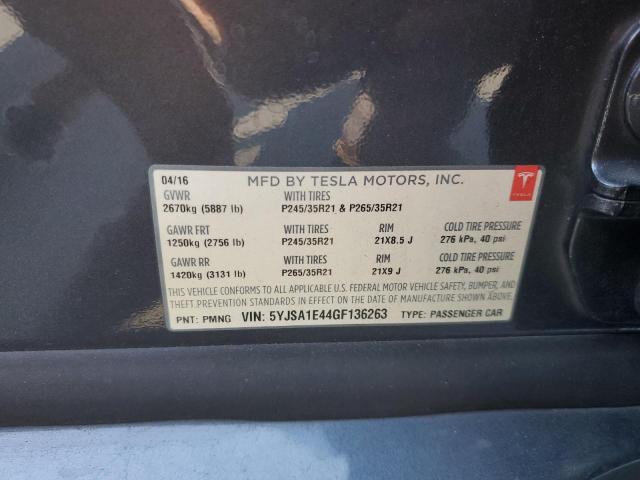 04/16 MFD BY TESLA MOTORS, INC.
GVWR WITH TIRES
2670kg (5887 lb) P245/35R21 & P265/35R21
GAWR FRT WITH TIRES RIM COLD TIRE PRESSURE
1250kg (2756 lb) P245/35R21 21X8.5 J 276 kPa, 40 psi
GAWR RR WITH TIRES RIM COLD TIRE PRESSURE
1420kg (3131 lb) P265/35R21 21X9 J 276 kPa, 40 psi
THIS VEHICLE CONFORMS TO ALL APPLICABLE U.S. FEDERAL MOTOR VEHICLE SAFETY, BUMPER, AND
THEFT PREVENTION STANDARDS IN EFFECT ON THE DATE OF MANUFACTURE SHOWN ABOVE.
PNT: PMNG VIN: 5YJSA1E44GF136263 TYPE: PASSENGER CAR
TESLA